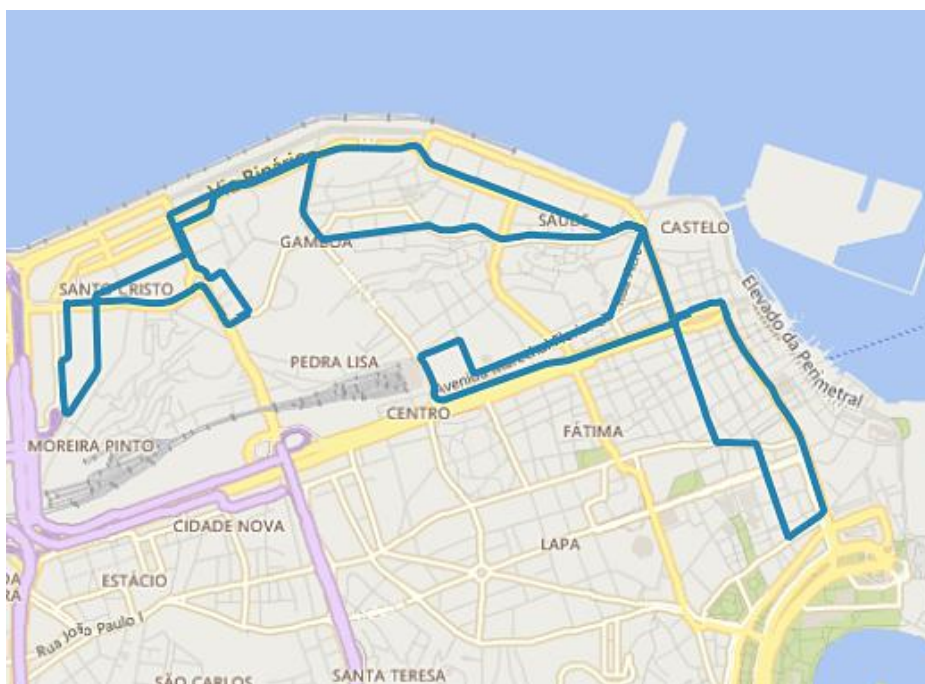 Via Binário
SAÚDE
CASTELO
GAMBOA
SANTO CRISTO
Elevado da Perimetral
PEDRA LISA
CENTRO
FÁTIMA
MOREIRA PINTO
CIDADE NOVA
LAPA
ESTÁCIO
Rua João Paulo I
SANTA TERESA
SÃO CARLOS